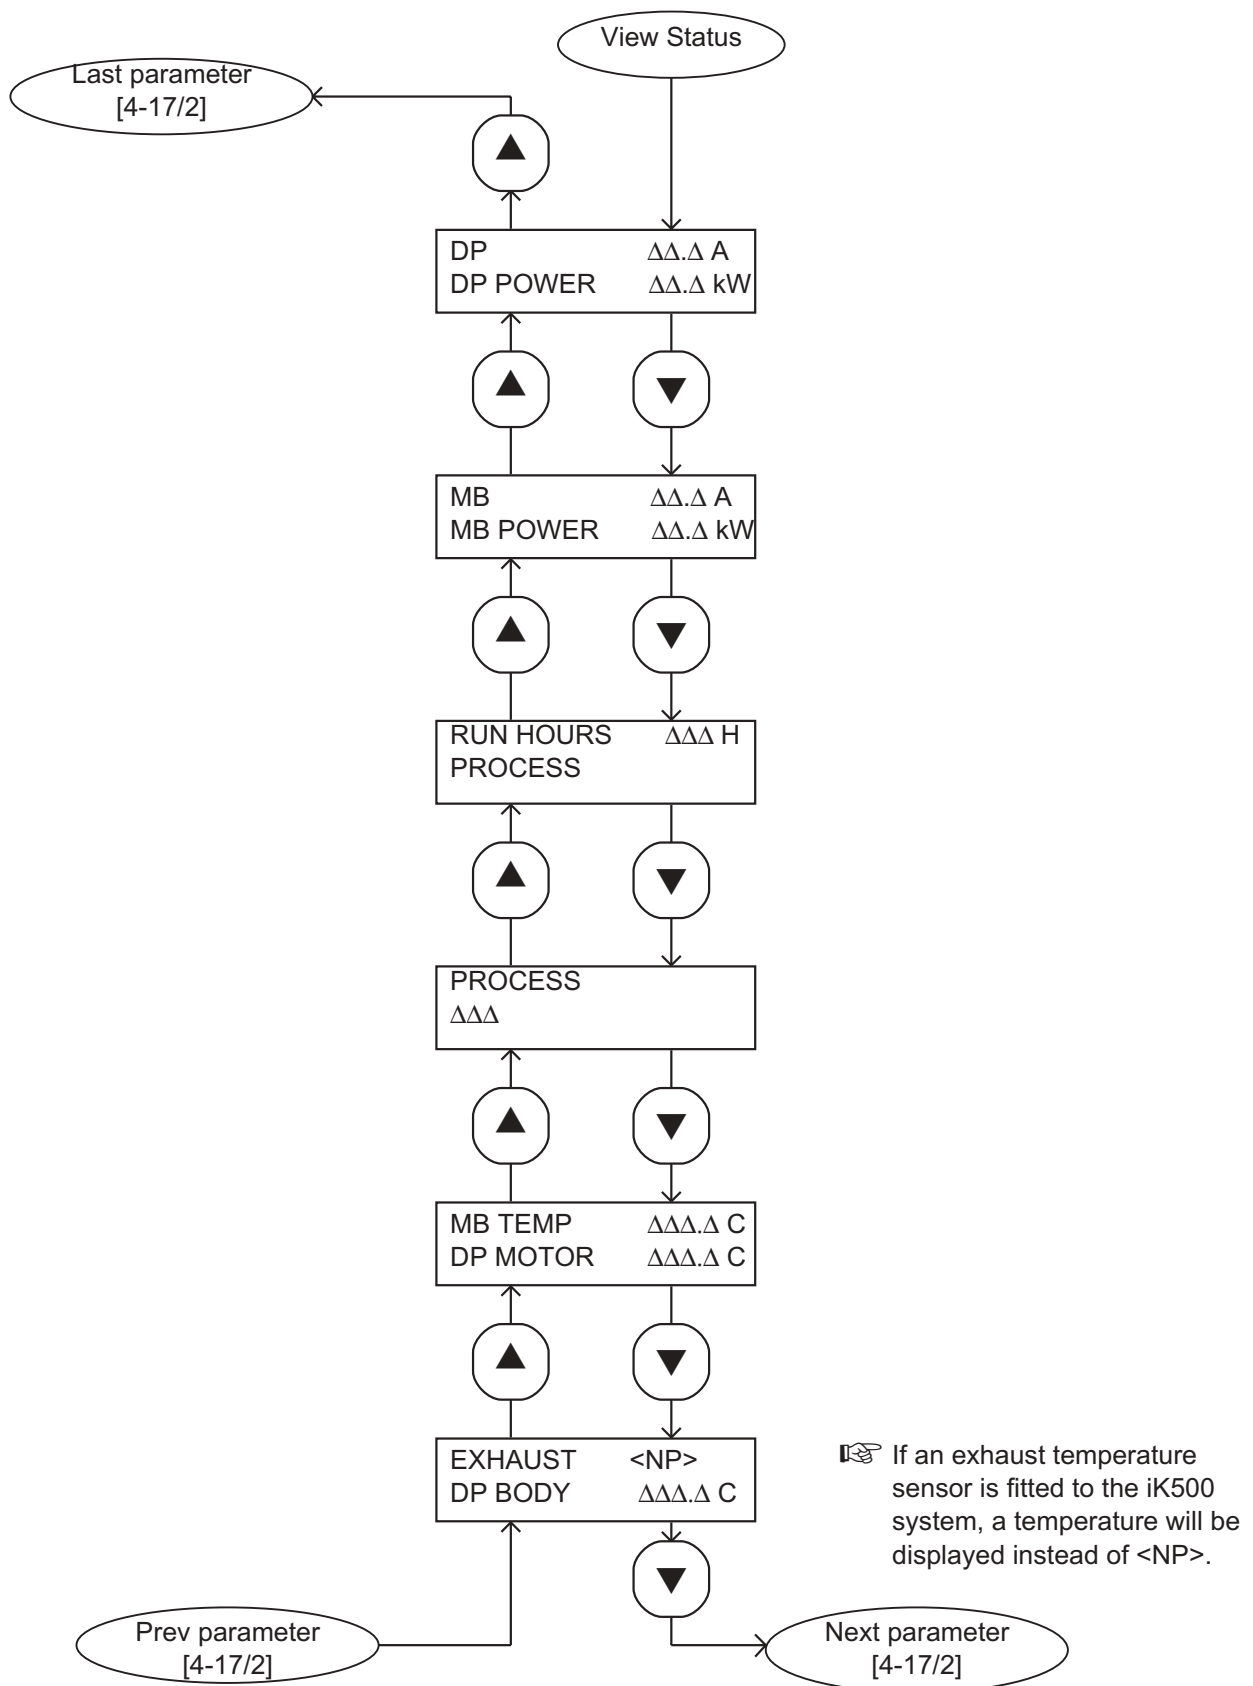 View Status
Last parameter
[4-17/2]
DP ΔΔ.Δ A
DP POWER ΔΔ.Δ kW
MB ΔΔ.Δ A
MB POWER ΔΔ.Δ kW
RUN HOURS ΔΔΔ H
PROCESS
PROCESS
ΔΔΔ
MB TEMP ΔΔΔ.Δ C
DP MOTOR ΔΔΔ.Δ C
EXHAUST <NP>
DP BODY ΔΔΔ.Δ C
☞ If an exhaust temperature
sensor is fitted to the iK500
system, a temperature will be
displayed instead of <NP>.
Prev parameter
[4-17/2]
Next parameter
[4-17/2]